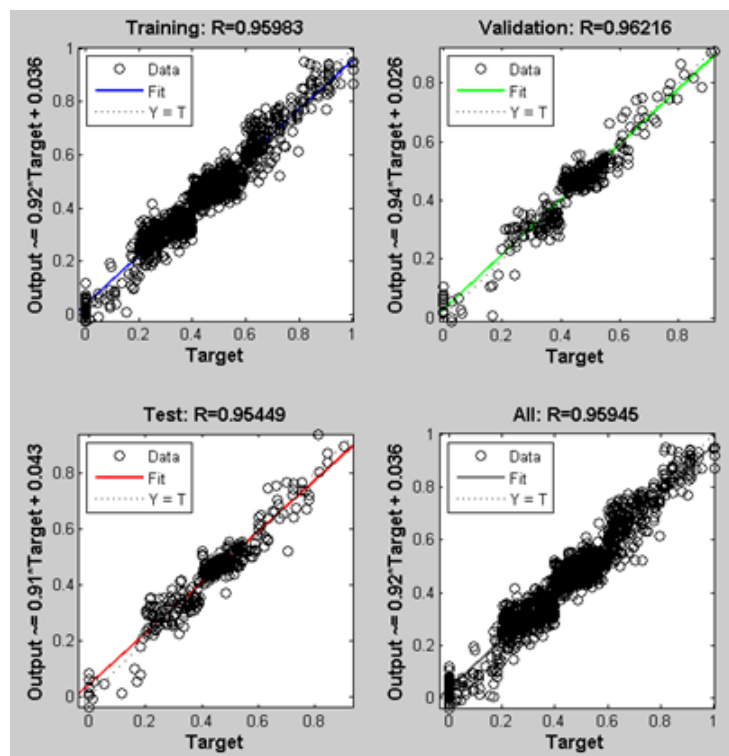 Training: R=0.95983
Output ~= 0.92*Target + 0.036
1
0.8
0.6
0.4
0.2
0
Data
Fit
Y = T
0 0.2 0.4 0.6 0.8 1
Target
Validation: R=0.96216
Output ~= 0.94*Target + 0.026
0.8
0.6
0.4
0.2
0
Data
Fit
Y = T
0 0.2 0.4 0.6 0.8
Target
Test: R=0.95449
Output ~= 0.91*Target + 0.043
0.8
0.6
0.4
0.2
0
Data
Fit
Y = T
0 0.2 0.4 0.6 0.8
Target
All: R=0.95945
Output ~= 0.92*Target + 0.036
1
0.8
0.6
0.4
0.2
0
Data
Fit
Y = T
0 0.2 0.4 0.6 0.8 1
Target